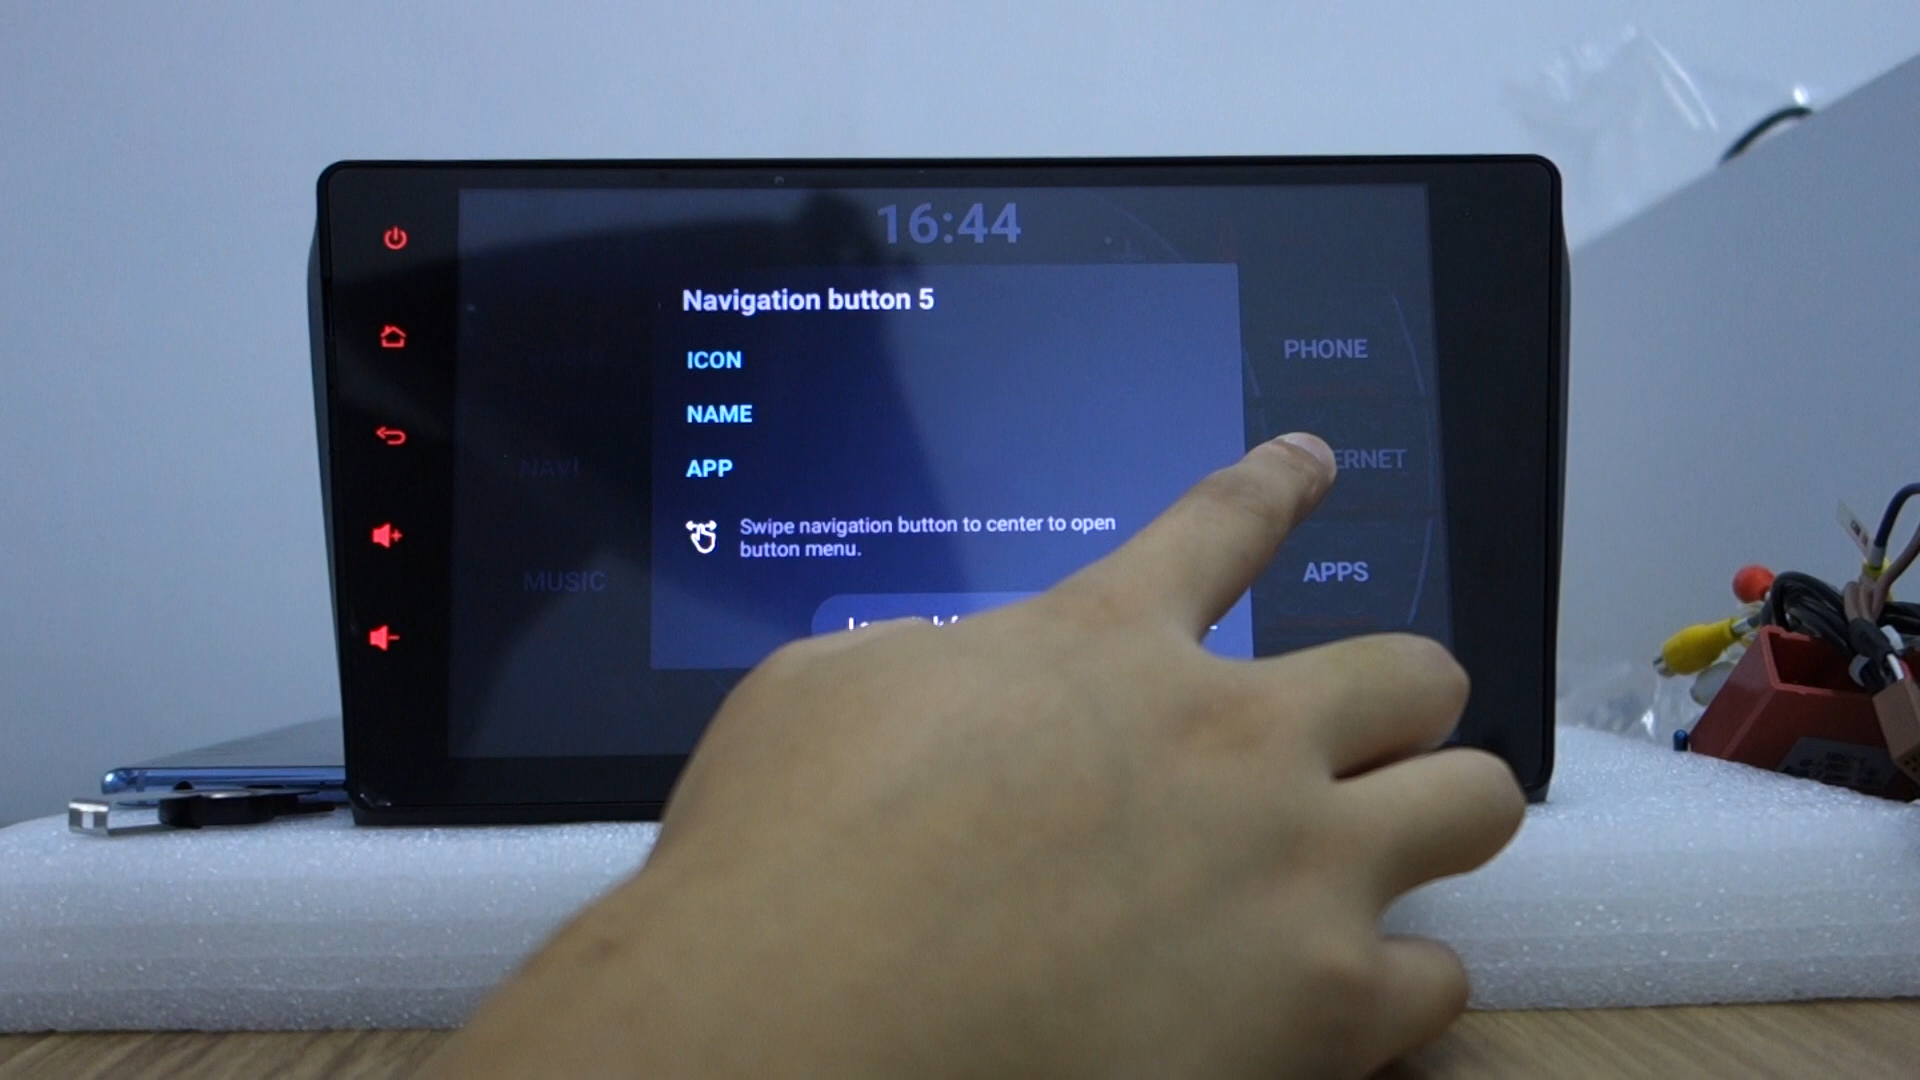 16:44
Navigation button 5
ICON
NAME
APP
Swipe navigation button to center to open
button menu.
NAVI
MUSIC
PHONE
ERNET
APPS